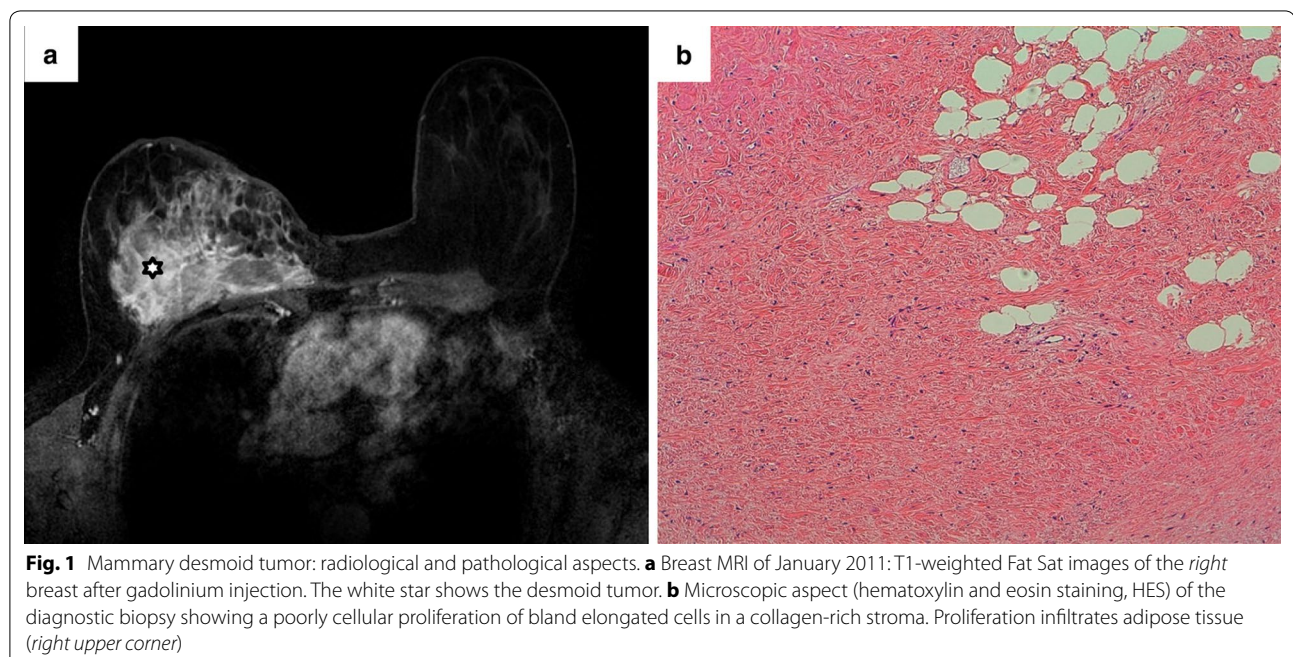 a
b
Fig. 1 Mammary desmoid tumor: radiological and pathological aspects. a Breast MRI of January 2011: T1-weighted Fat Sat images of the right
breast after gadolinium injection. The white star shows the desmoid tumor. b Microscopic aspect (hematoxylin and eosin staining, HES) of the
diagnostic biopsy showing a poorly cellular proliferation of bland elongated cells in a collagen-rich stroma. Proliferation infiltrates adipose tissue
(right upper corner)